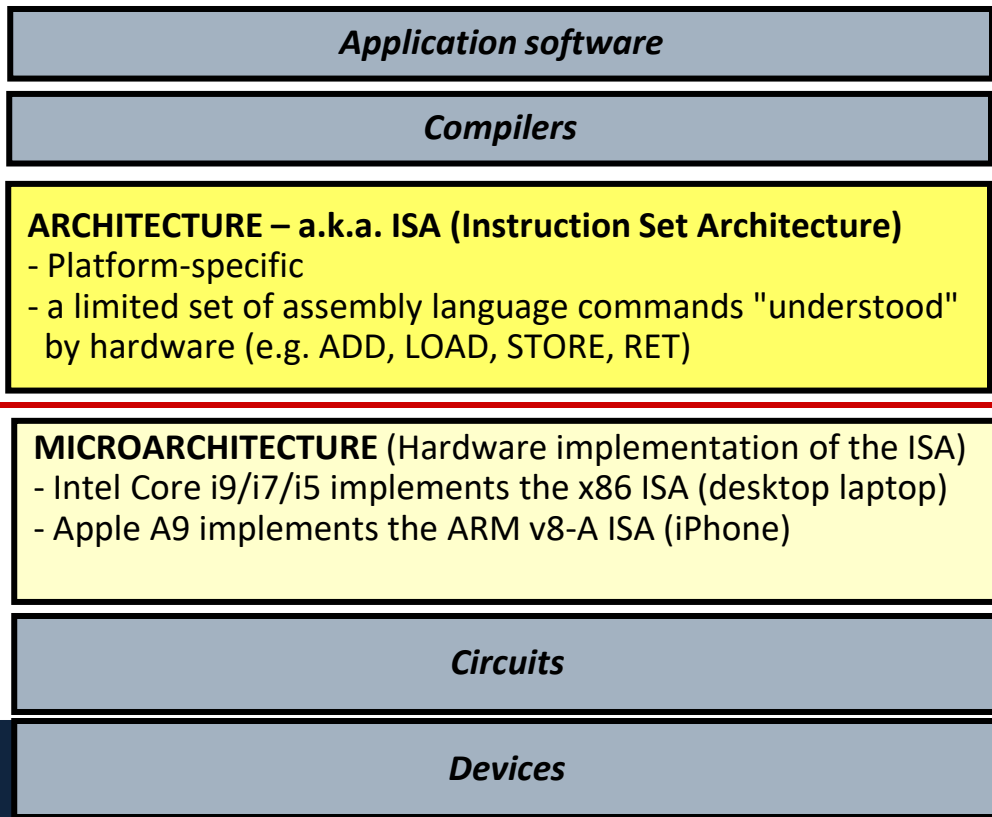 Application software
Compilers
ARCHITECTURE – a.k.a. ISA (Instruction Set Architecture)
- Platform-specific
- a limited set of assembly language commands "understood"
by hardware (e.g. ADD, LOAD, STORE, RET)
MICROARCHITECTURE (Hardware implementation of the ISA)
- Intel Core i9/i7/i5 implements the x86 ISA (desktop laptop)
- Apple A9 implements the ARM v8-A ISA (iPhone)
Circuits
Devices